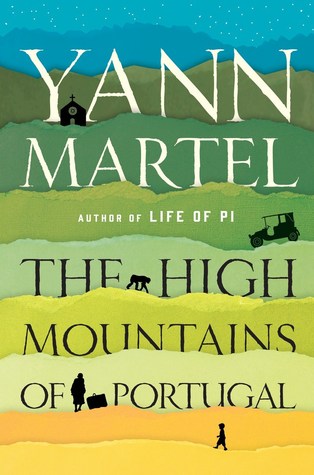 YANN
MARTEL
AUTHOR OF LIFE OF PI
THE HIGH
MOUNTAINS
OF PORTUGAL